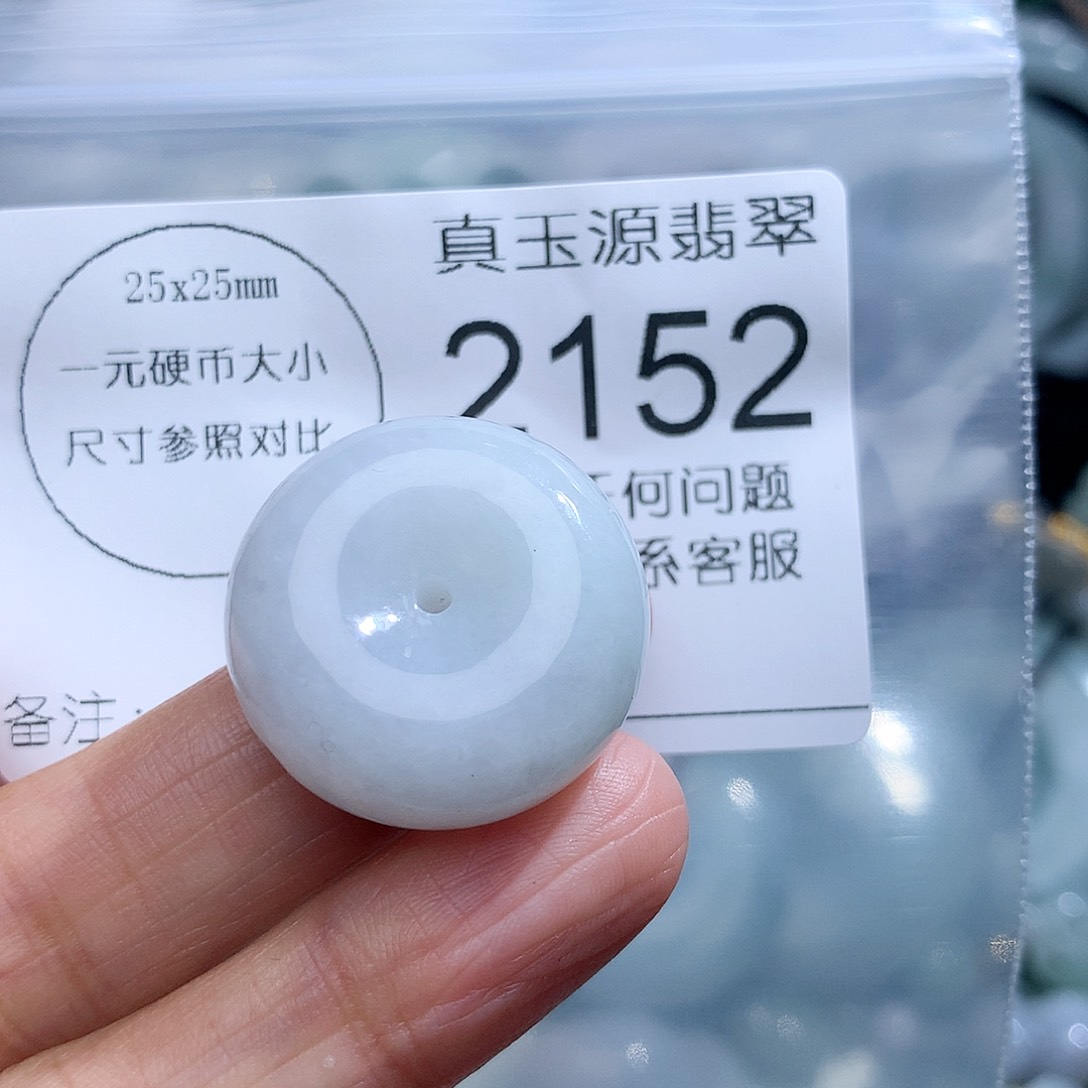 25x25mm
一元硬币大小
尺寸参照对比
真玉源翡翠
2152
何问题
系客服
备注: